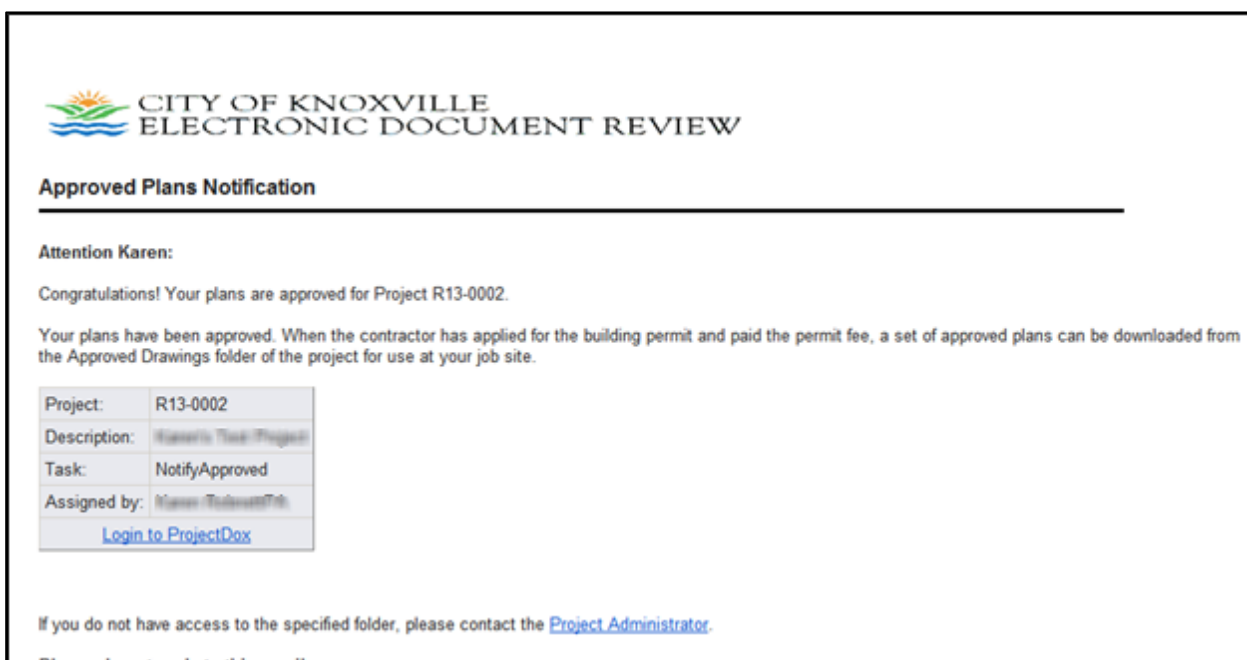 CITY OF KNOXVILLE
ELECTRONIC DOCUMENT REVIEW
Approved Plans Notification
Attention Karen:
Congratulations! Your plans are approved for Project R13-0002.
Your plans have been approved. When the contractor has applied for the building permit and paid the permit fee, a set of approved plans can be downloaded from
the Approved Drawings folder of the project for use at your job site.
Project: R13-0002
Description:
Task: NotifyApproved
Assigned by:
Login to ProjectDox
If you do not have access to the specified folder, please contact the Project Administrator.